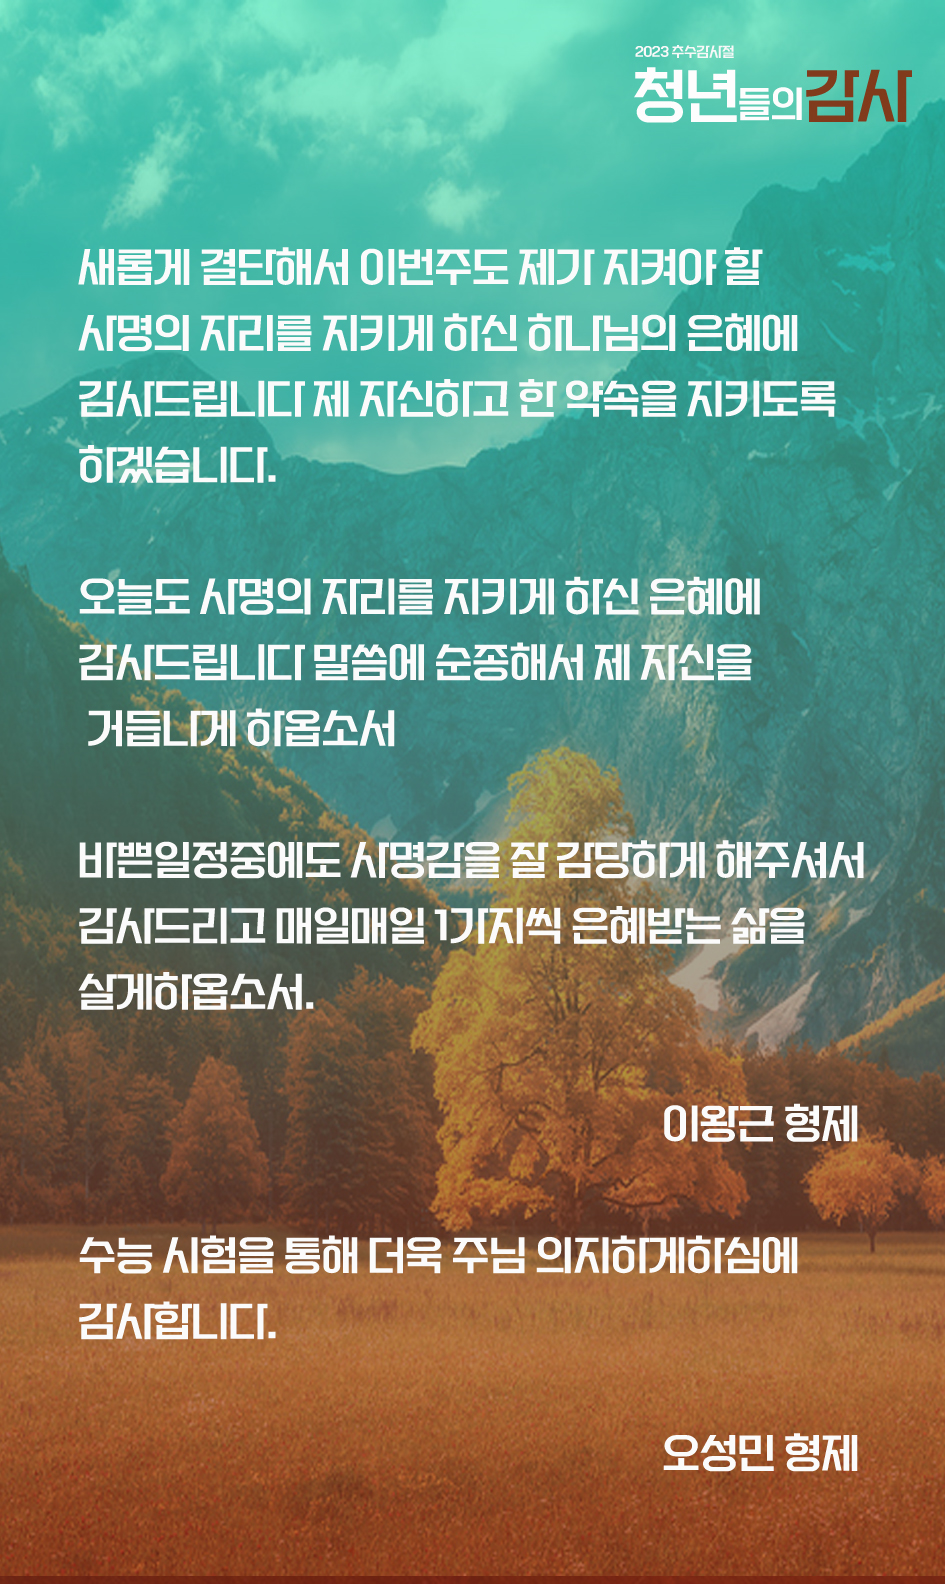 2023 추수감사절
청년들의감사
새롭게 결단해서 이번주도 제가 지켜야 할
사명의 자리를 지키게 하신 하나님의 은혜에
감사드립니다 제 자신하고 한 약속을 지키도록
하겠습니다.
오늘도 사명의 자리를 지키게 하신 은혜에
감사드립니다 말씀에 순종해서 제 자신을
거듭나게 하옵소서
바쁜일정중에도 사명감을 잘 감당하게 해주셔서
감사드리고 매일매일 1가지씩 은혜받는 삶을
살게하옵소서.
이왕근 형제
수능 시험을 통해 더욱 주님 의지하게하심에
감사합니다.
오성민 형제